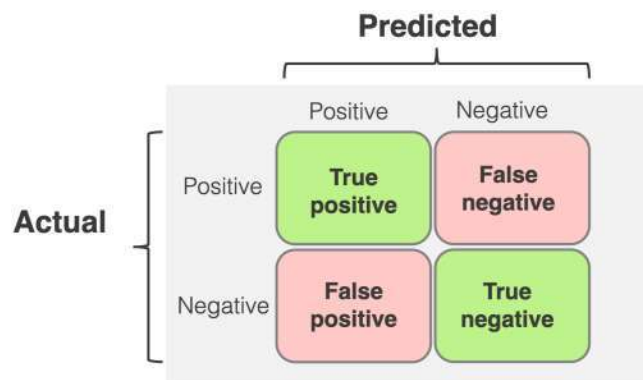 Predicted
Positive
Negative
Actual
Positive
True
positive
False
negative
Negative
False
positive
True
negative